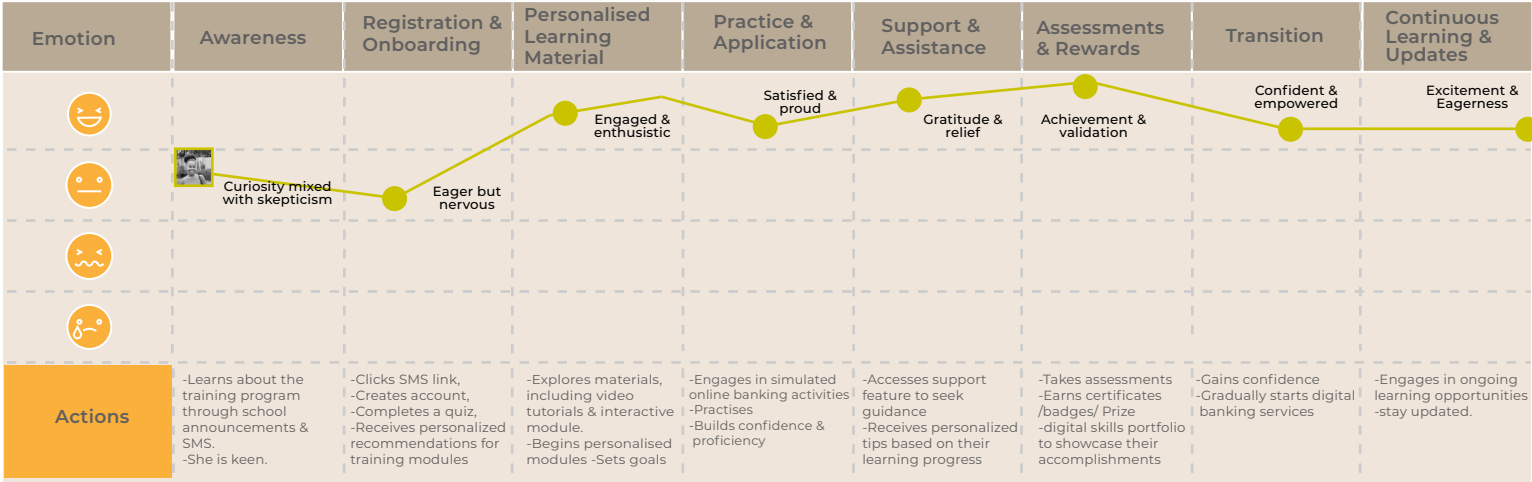 Emotion
Awareness
Registration &
Onboarding
Personalised
Learning
Material
Practice &
Application
Support &
Assistance
Assessments
& Rewards
Transition
Continuous
Learning &
Updates
Curiosity mixed
with skepticism
Eager but
nervous
Engaged &
enthusistic
Satisfied &
proud
Gratitude &
relief
Achievement &
validation
Confident &
empowered
Excitement &
Eagerness
Actions
-Learns about the
training program
through school
announcements &
SMS.
-She is keen.
-Clicks SMS link,
-Creates account,
-Completes a quiz,
-Receives personalized
recommendations for
training modules
-Explores materials,
including video
tutorials & interactive
module.
-Begins personalised
modules -Sets goals
-Engages in simulated
online banking activities
-Practises
-Builds confidence &
proficiency
-Accesses support
feature to seek
guidance
-Receives personalized
tips based on their
learning progress
-Takes assessments
-Earns certificates
/badges/ Prize
-digital skills portfolio
to showcase their
accomplishments
-Gains confidence
-Gradually starts digital
banking services
-Engages in ongoing
learning opportunities
-stay updated.